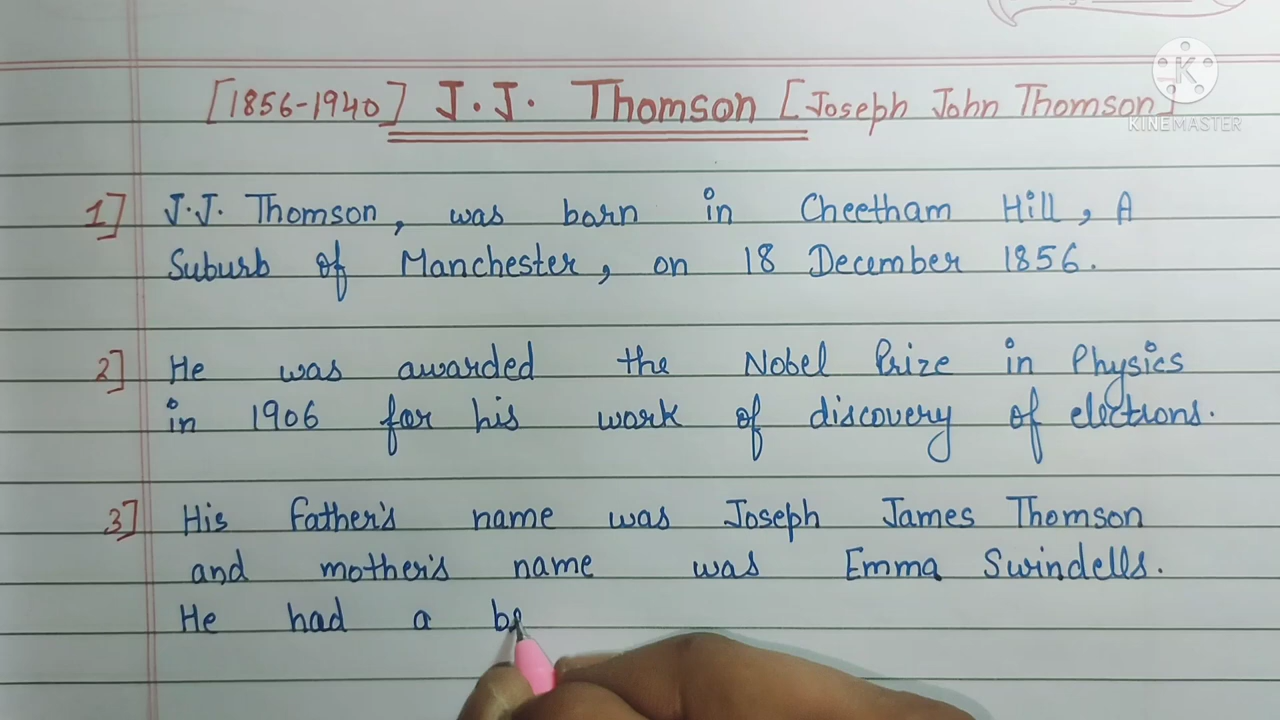 [1856-1940] J.J. Thomson [Joseph John Thomson]
KINEMASTER
1] J.J. Thomson, was born in Cheetham Hill, A
Suburb of Manchester, on 18 December 1856.
2] He was awarded the Nobel Prize in Physics
in 1906 for his work of discovery of elections.
3] His Father's name was Joseph James Thomson
and mother's name was Emma Swindells.
He had a